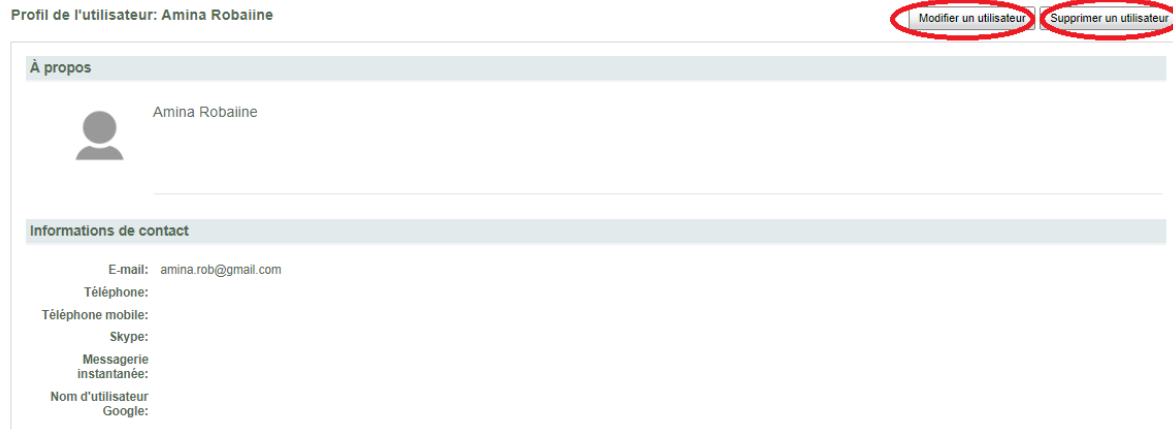 Profil de l'utilisateur: Amina Robaiine
Modifier un utilisateur
Supprimer un utilisateur
À propos
Amina Robaiine
Informations de contact
E-mail: amina.rob@gmail.com
Téléphone:
Téléphone mobile:
Skype:
Messagerie
instantanée:
Nom d'utilisateur
Google: